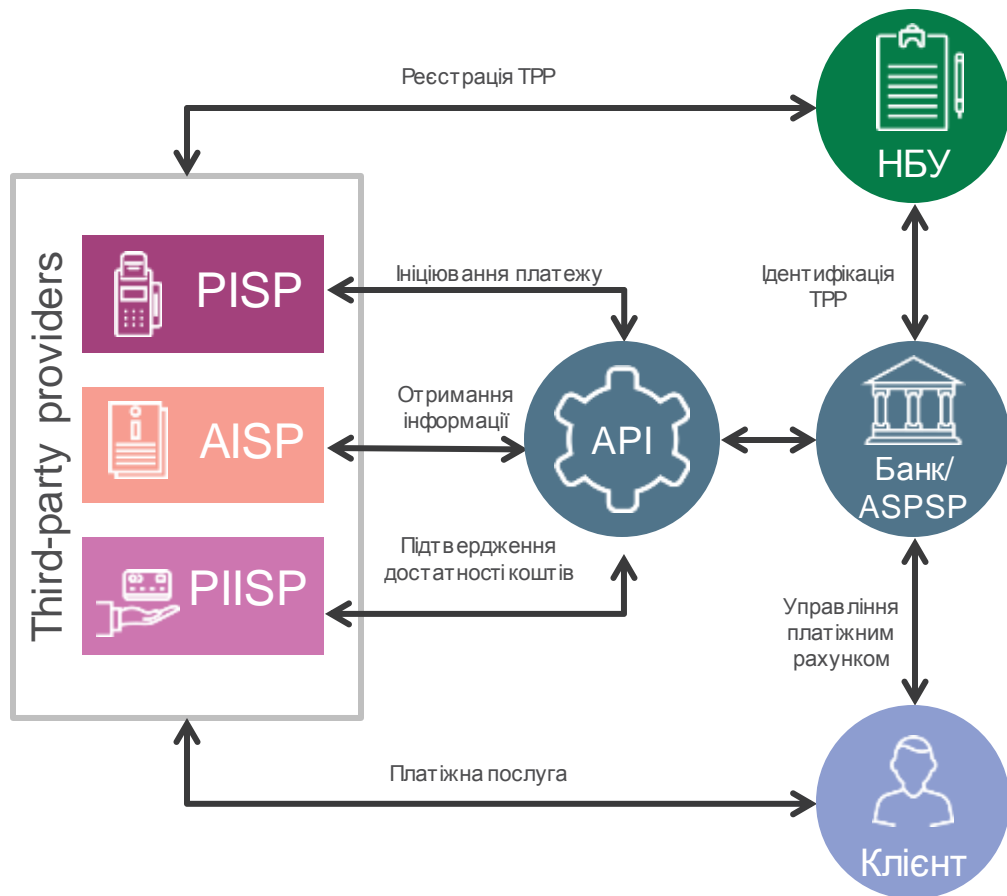 Реєстрація TPP
НБУ
Third-party providers
PISP
Ініціювання платежу
Ідентифікація
TPP
AISP
Отримання
інформації
API
Банк/
ASPSP
PIISP
Підтвердження
достатності коштів
Управління
платіжним
рахунком
Платіжна послуга
Клієнт